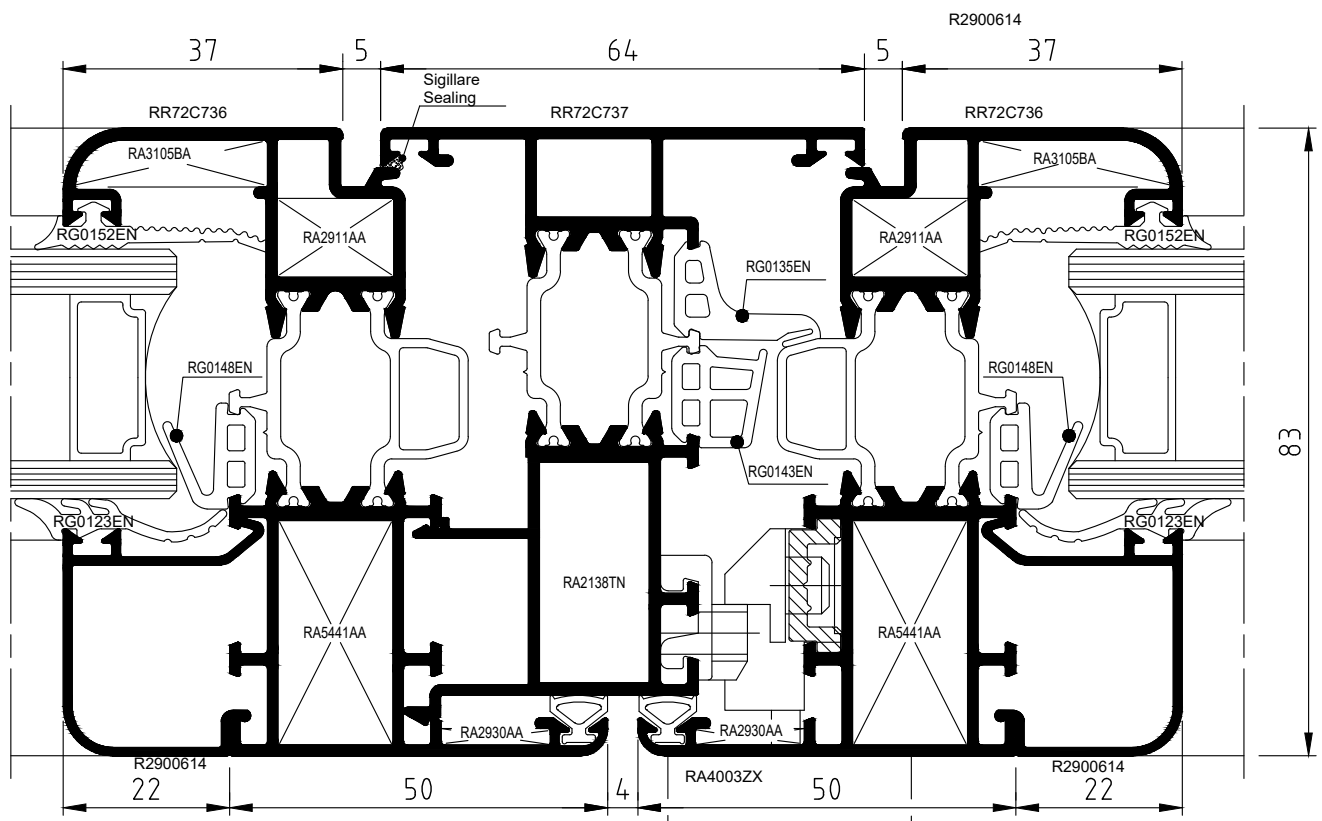 R2900614
37
5
64
5
37
Sigillare
Sealing
RR72C736
RR72C737
RR72C736
RA3105BA
RA3105BA
RG0152EN
RA2911AA
RA2911AA
RG0152EN
RG0135EN
RG0148EN
RG0148EN
83
RG0143EN
RG0123EN
RG0123EN
RA2138TN
RA5441AA
RA5441AA
RA2930AA
RA2930AA
R2900614
RA4003ZX
R2900614
22
50
4
50
22